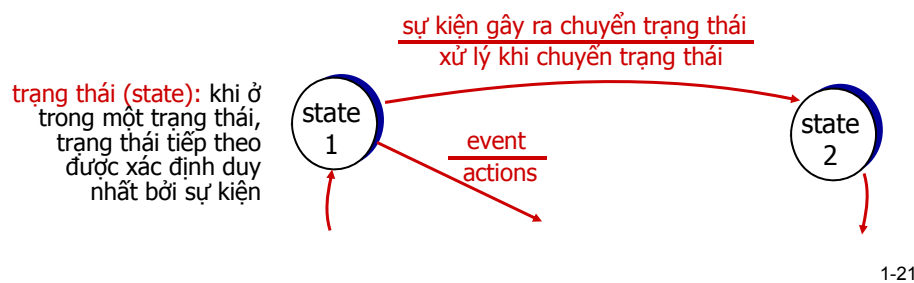 sự kiện gây ra chuyển trạng thái
xử lý khi chuyển trạng thái
trạng thái (state): khi ở
trong một trạng thái,
trạng thái tiếp theo
được xác định duy
nhất bởi sự kiện
state
1
event
actions
state
2
1-21